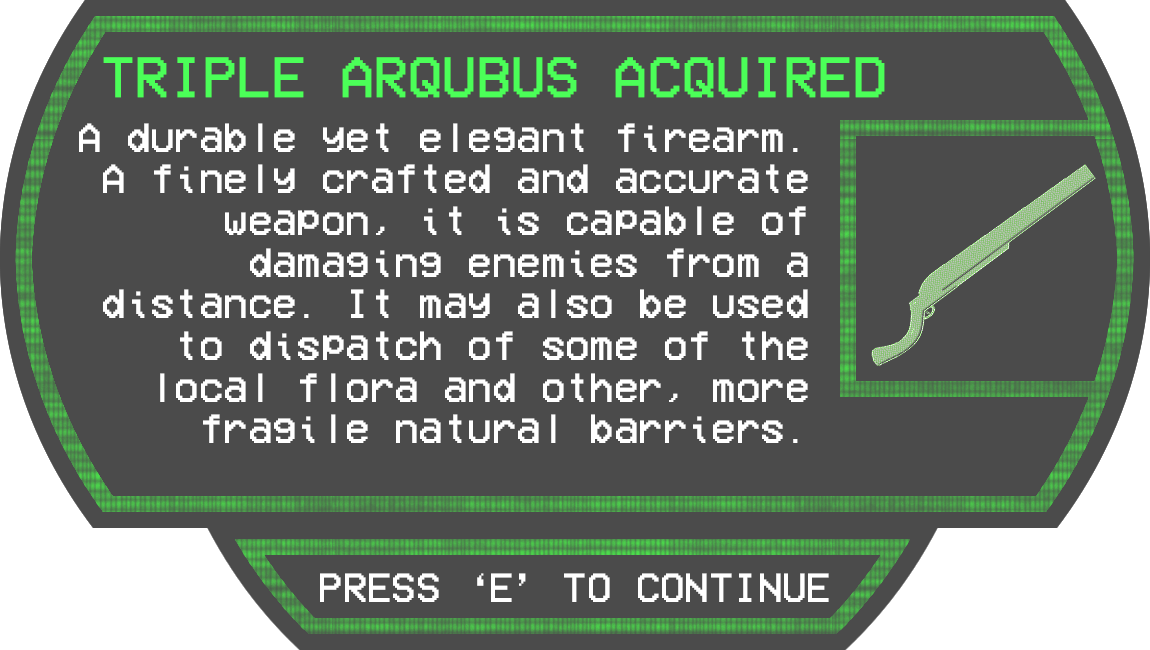 TRIPLE ARQUBUS ACQUIRED
A durable yet elegant firearm.
A finely crafted and accurate
weapon, it is capable of
damaging enemies from a
distance. It may also be used
to dispatch of some of the
local flora and other, more
fragile natural barriers.
PRESS ‘E’ TO CONTINUE